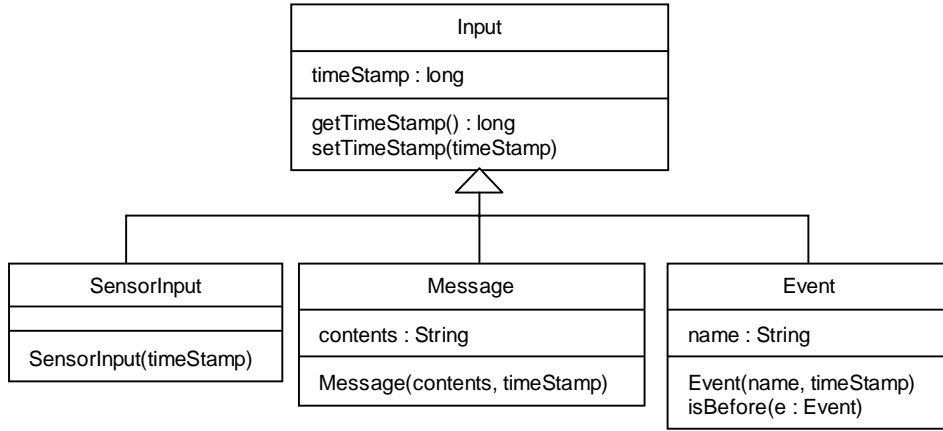 Input
timeStamp : long
getTimeStamp() : long
setTimeStamp(timeStamp)
SensorInput
SensorInput(timeStamp)
Message
contents : String
Message(contents, timeStamp)
Event
name : String
Event(name, timeStamp)
isBefore(e : Event)